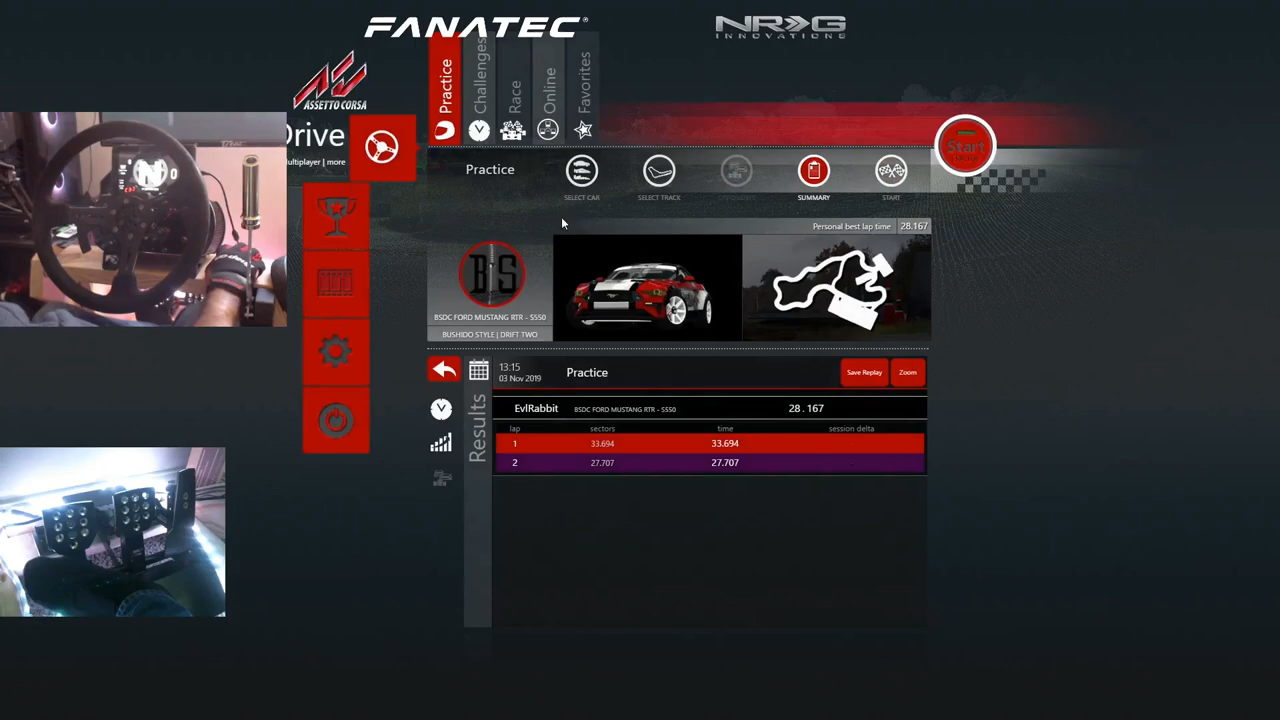 FANATEC
NRG
INNOVATIONS
ASSETTO CORSA
Practice
Challenges
Race
Online
Favorites
Drive
ultiplayer | more
Start
Practice
SELECT CAR
SELECT TRACK
SUMMARY
START
Personal best lap time 28.167
BS
BSDC FORD MUSTANG RTR - S550
BUSHIDO STYLE | DRIFT TWO
13:15
03 Nov 2019
Practice
Save Replay
Zoom
Results
EvlRabbit BSDC FORD MUSTANG RTR - S550 28 . 167
lap sectors time session delta
1 33.694 33.694
2 27.707 27.707
N 0